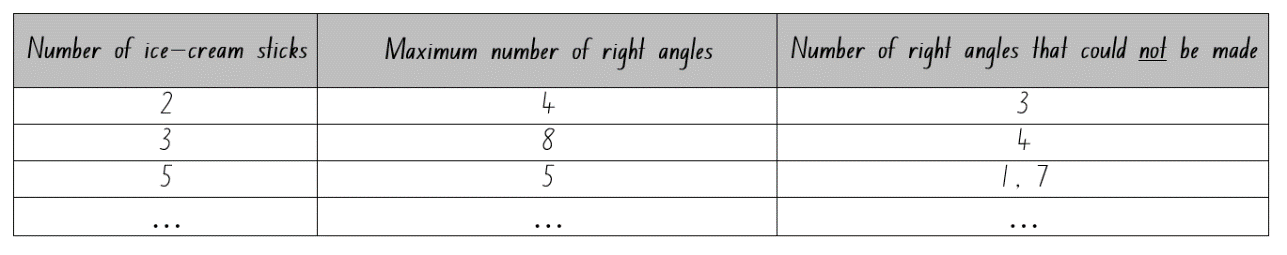 Number of ice-cream sticks Maximum number of right angles Number of right angles that could not be made
2 4 3
3 8 4
5 5 1, 7
... ... ...